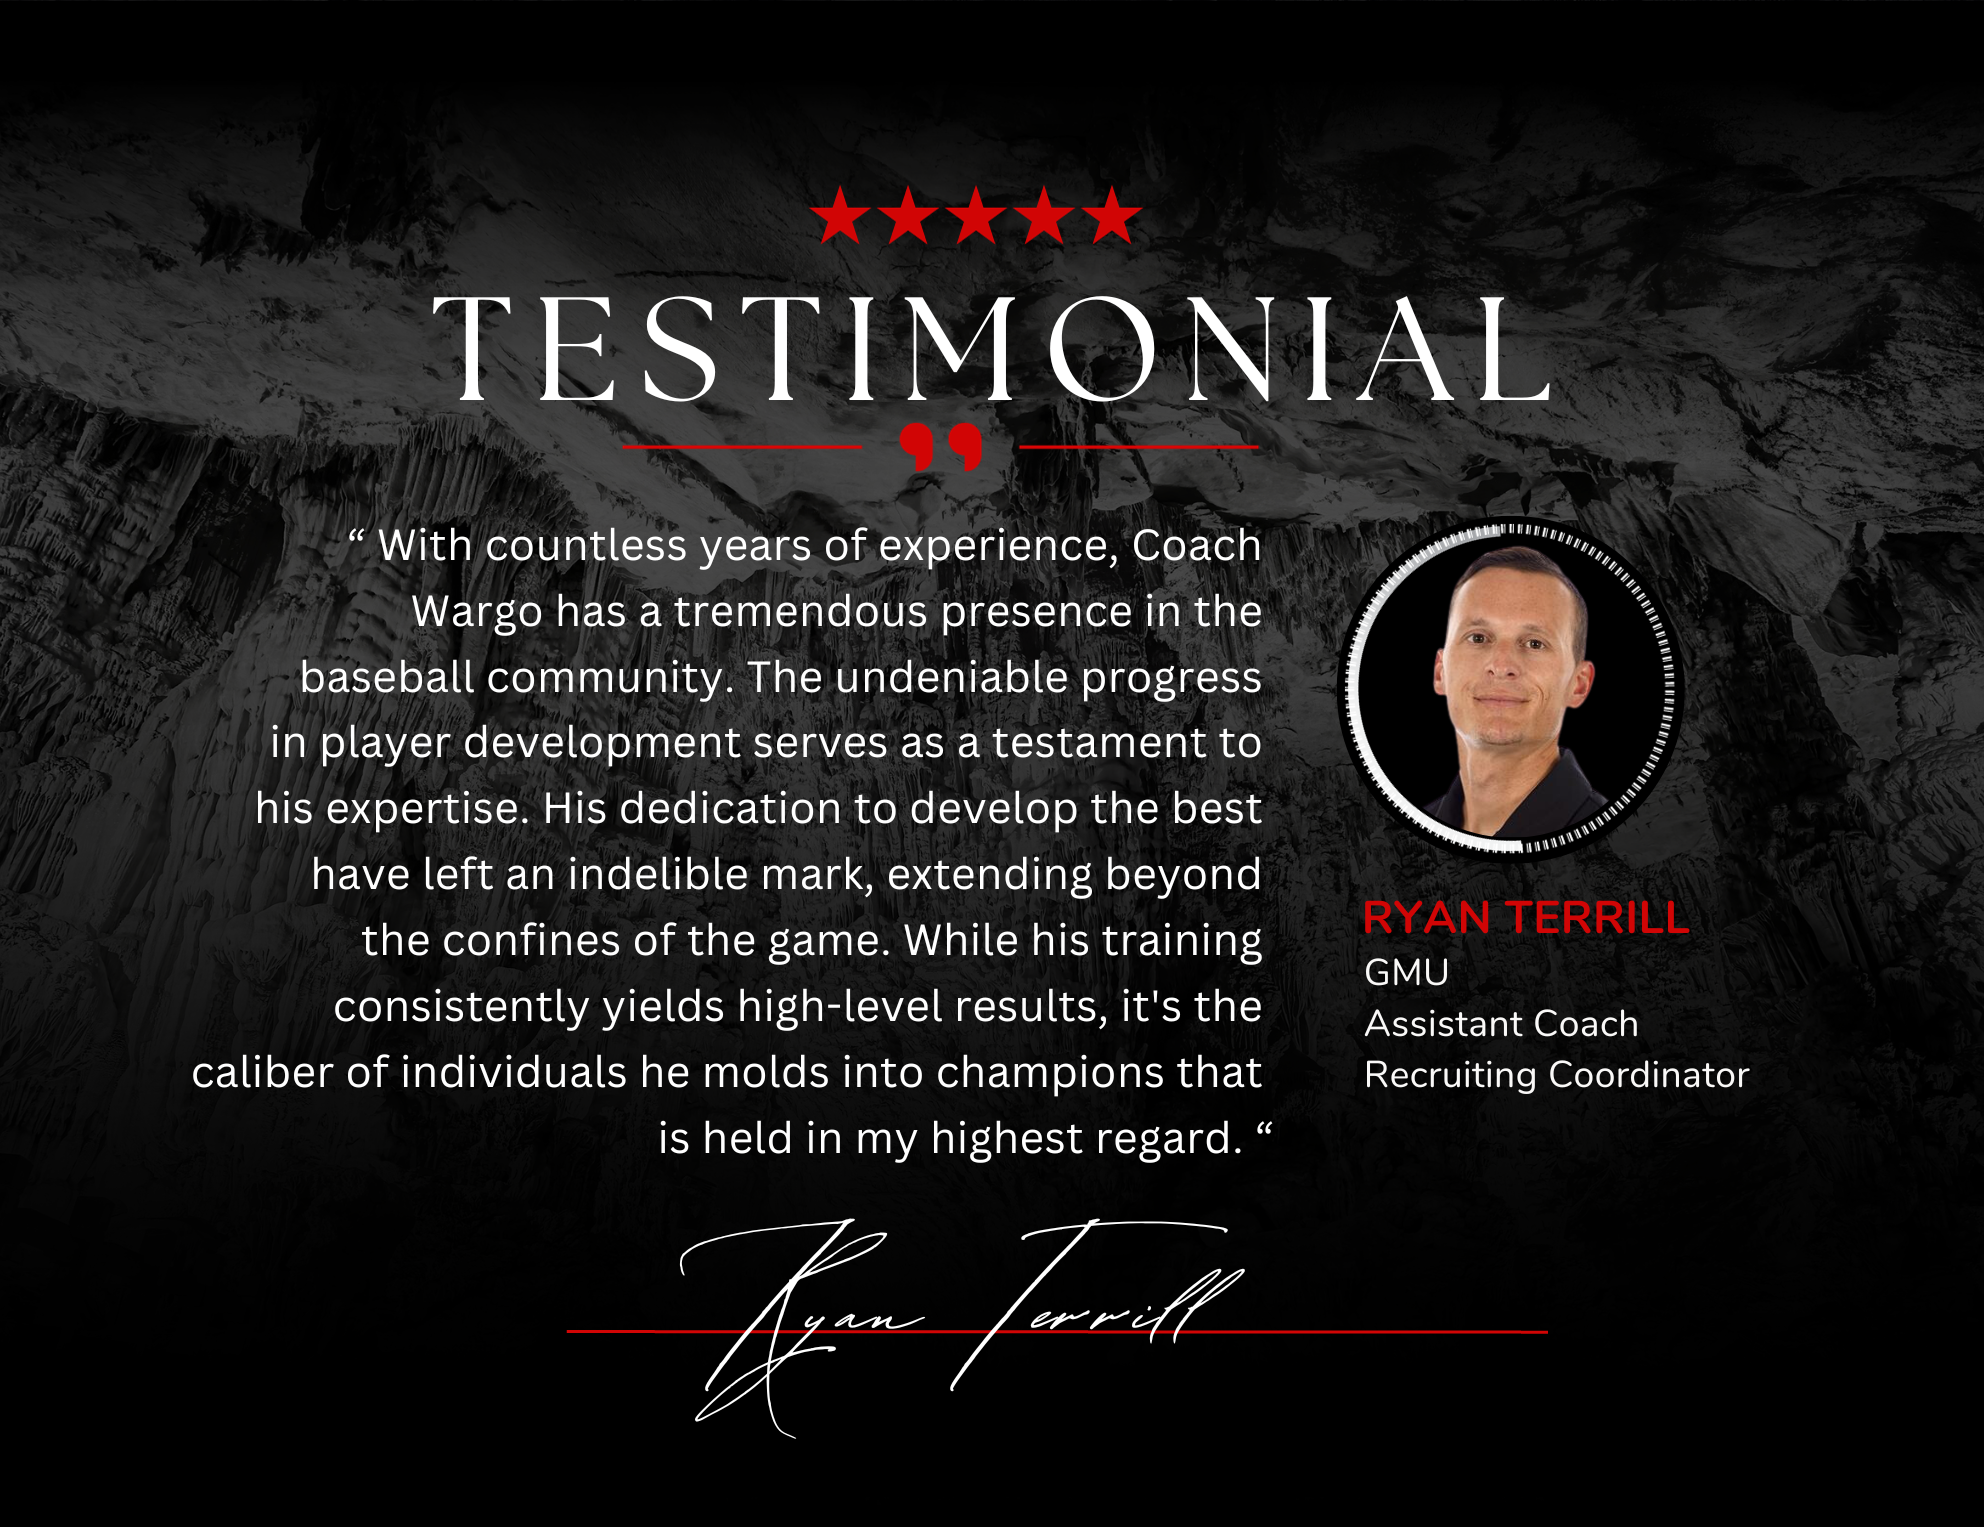 TESTIMONIAL
“ With countless years of experience, Coach
Wargo has a tremendous presence in the
baseball community. The undeniable progress
in player development serves as a testament to
his expertise. His dedication to develop the best
have left an indelible mark, extending beyond
the confines of the game. While his training
consistently yields high-level results, it's the
caliber of individuals he molds into champions that
is held in my highest regard. “
RYAN TERRILL
GMU
Assistant Coach
Recruiting Coordinator
Ryan Terrill